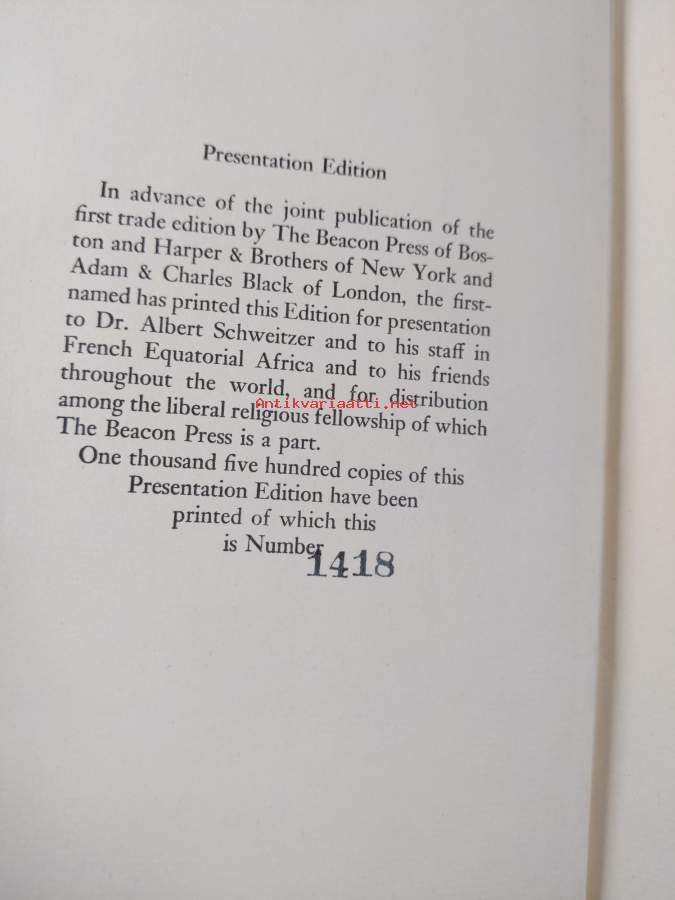 Presentation Edition
In advance of the joint publication of the
first trade edition by The Beacon Press of Bos-
ton and Harper & Brothers of New York and
Adam & Charles Black of London, the first-
named has printed this Edition for presentation
to Dr. Albert Schweitzer and to his staff in
French Equatorial Africa and to his friends
throughout the world, and for distribution
Antikvariaatti.net
among the liberal religious fellowship of which
The Beacon Press is a part.
One thousand five hundred copies of this
Presentation Edition have been
printed of which this
is Number 1418